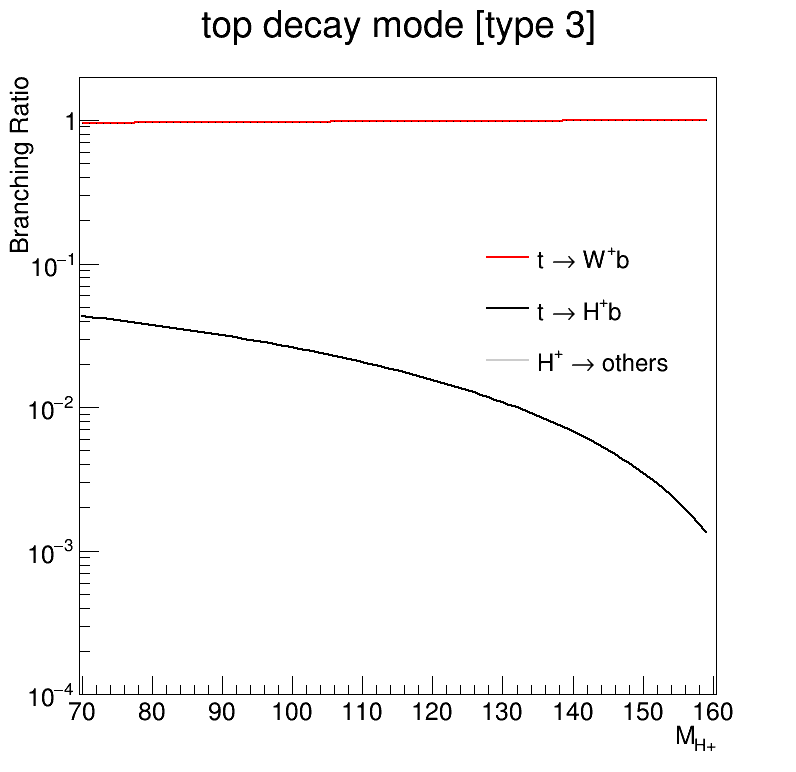 top decay mode [type 3]
Branching Ratio
1
10⁻¹
10⁻²
10⁻³
10⁻⁴
t → W⁺b
t → H⁺b
H⁺ → others
70 80 90 100 110 120 130 140 150 160
M_H+